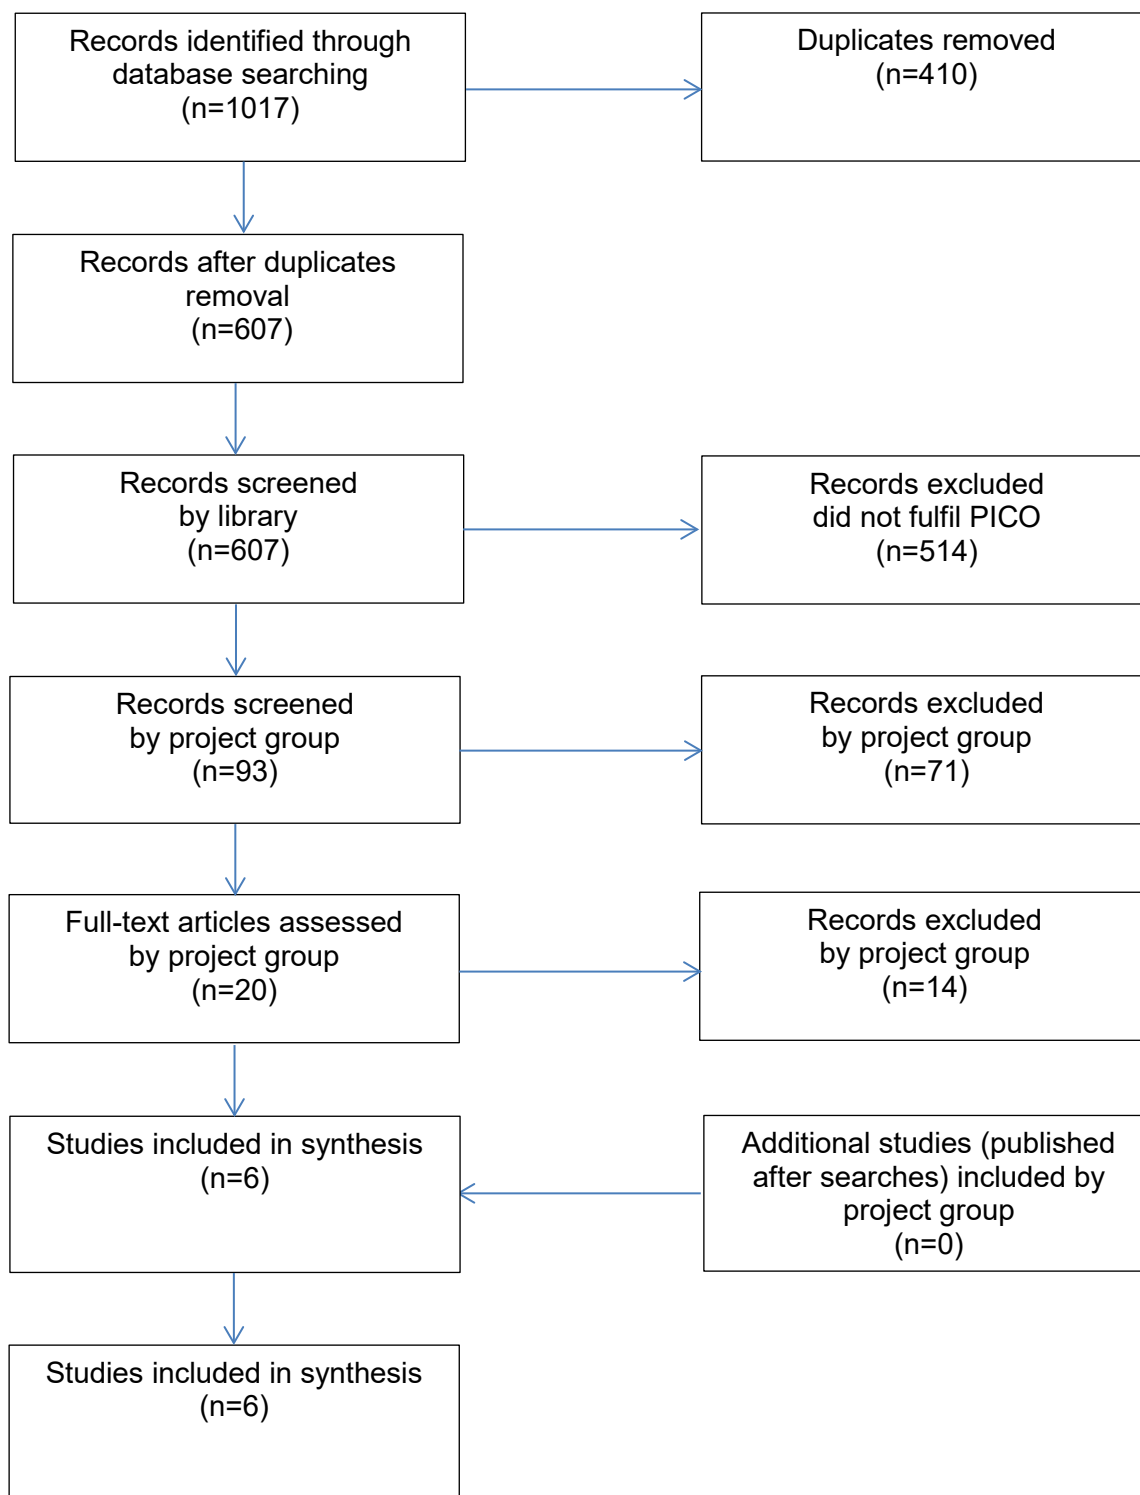 Records identified through
database searching
(n=1017)
Duplicates removed
(n=410)
Records after duplicates
removal
(n=607)
Records screened
by library
(n=607)
Records excluded
did not fulfil PICO
(n=514)
Records screened
by project group
(n=93)
Records excluded
by project group
(n=71)
Full-text articles assessed
by project group
(n=20)
Records excluded
by project group
(n=14)
Studies included in synthesis
(n=6)
Additional studies (published
after searches) included by
project group
(n=0)
Studies included in synthesis
(n=6)